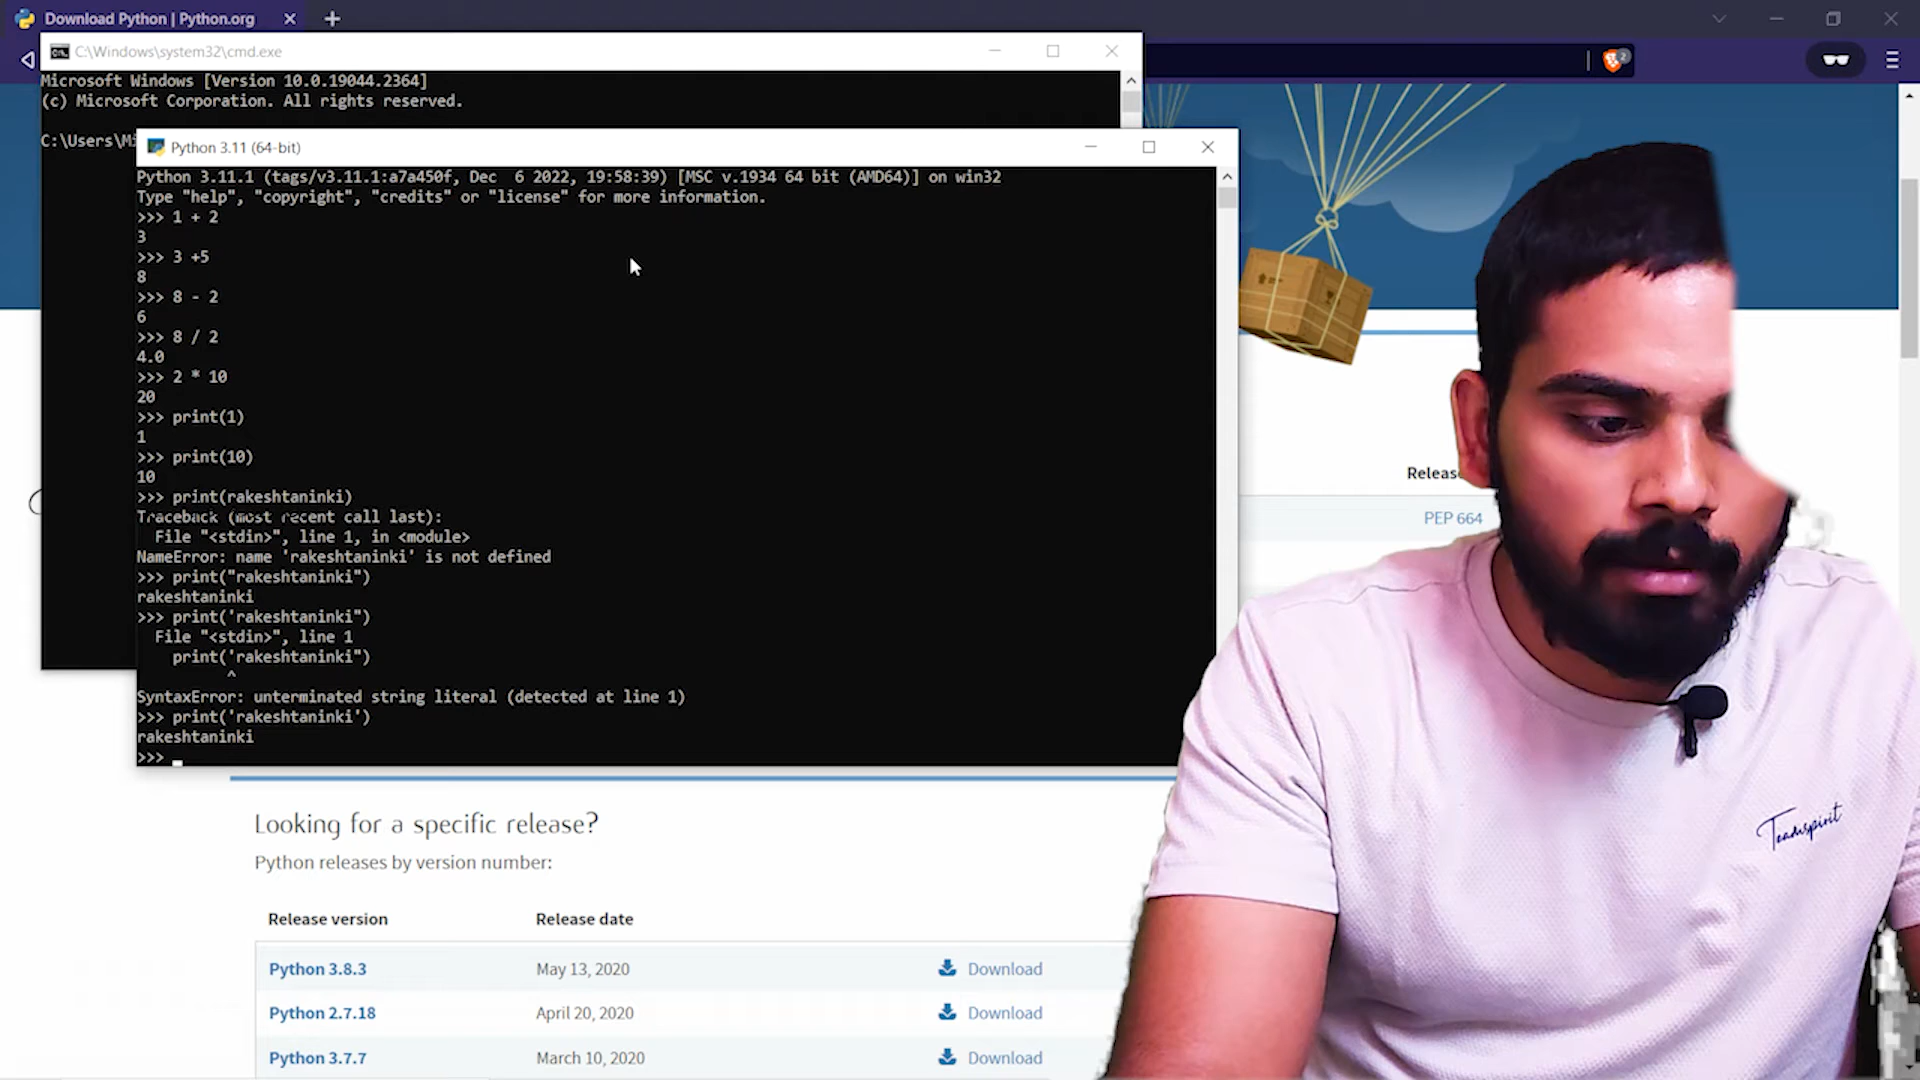 Download Python | Python.org
C:\Windows\system32\cmd.exe
Microsoft Windows [Version 10.0.19044.2364]
(c) Microsoft Corporation. All rights reserved.
C:\Users\Mi
Python 3.11 (64-bit)
Python 3.11.1 (tags/v3.11.1:a7a450f, Dec  6 2022, 19:58:39) [MSC v.1934 64 bit (AMD64)] on win32
Type "help", "copyright", "credits" or "license" for more information.
>>> 1 + 2
3
>>> 3 +5
8
>>> 8 - 2
6
>>> 8 / 2
4.0
>>> 2 * 10
20
>>> print(1)
1
>>> print(10)
10
>>> print(rakeshtaninki)
Traceback (most recent call last):
  File "<stdin>", line 1, in <module>
NameError: name 'rakeshtaninki' is not defined
>>> print("rakeshtaninki")
rakeshtaninki
>>> print('rakeshtaninki")
  File "<stdin>", line 1
    print('rakeshtaninki")
          ^
SyntaxError: unterminated string literal (detected at line 1)
>>> print('rakeshtaninki')
rakeshtaninki
>>>
2
Releas
PEP 664
Teamspirit
Looking for a specific release?
Python releases by version number:
Release version Release date
Python 3.8.3 May 13, 2020 Download
Python 2.7.18 April 20, 2020 Download
Python 3.7.7 March 10, 2020 Download